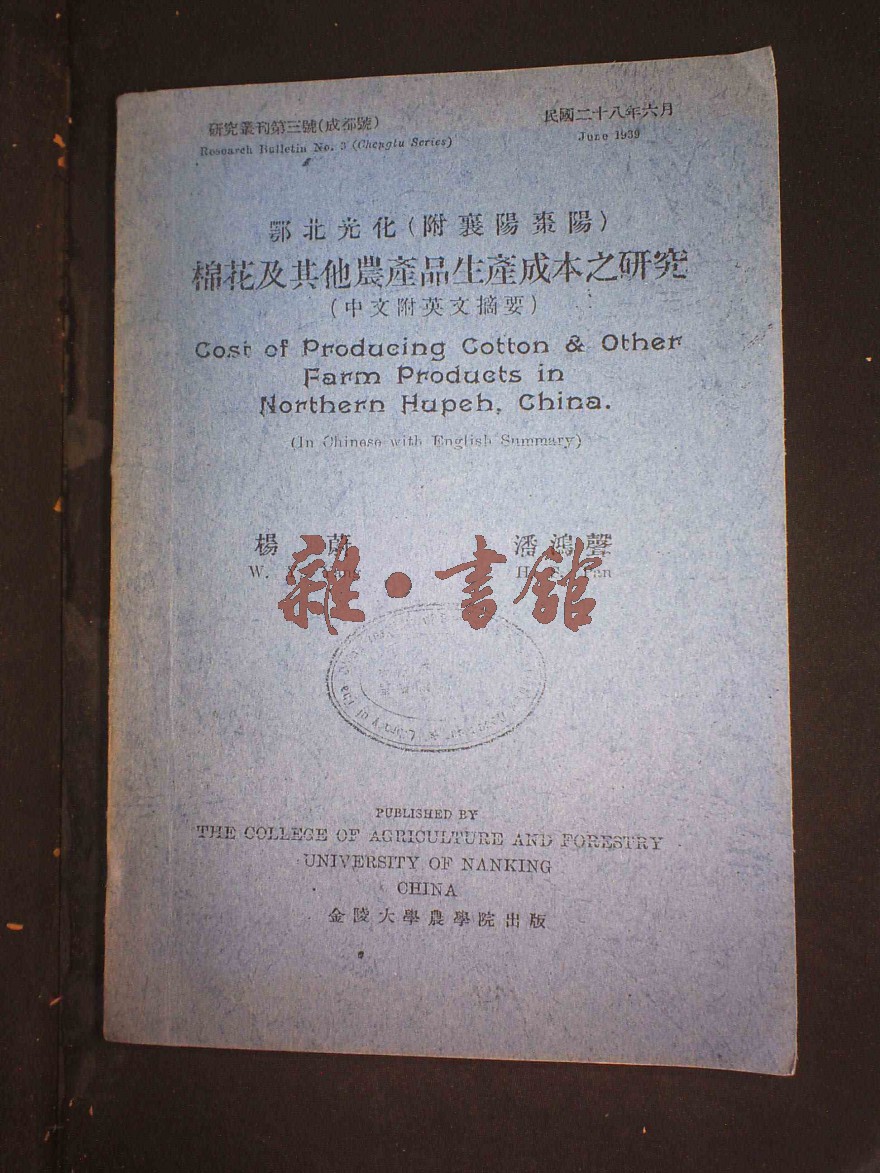 研究叢刊第三號(成都號)
Research Bulletin No. 3 (Chengtu Series)
民國二十八年六月
June 1939
鄂北光化(附襄陽棗陽)
棉花及其他農產品生產成本之研究
(中文附英文摘要)
Cost of Producing Cotton & Other
Farm Products in
Northern Hupeh, China.
(In Chinese with English Summary)
楊
W.
潘鴻聲
H. Pan
雜·書館
PUBLISHED BY
THE COLLEGE OF AGRICULTURE AND FORESTRY
UNIVERSITY OF NANKING
CHINA
金陵大學農學院出版